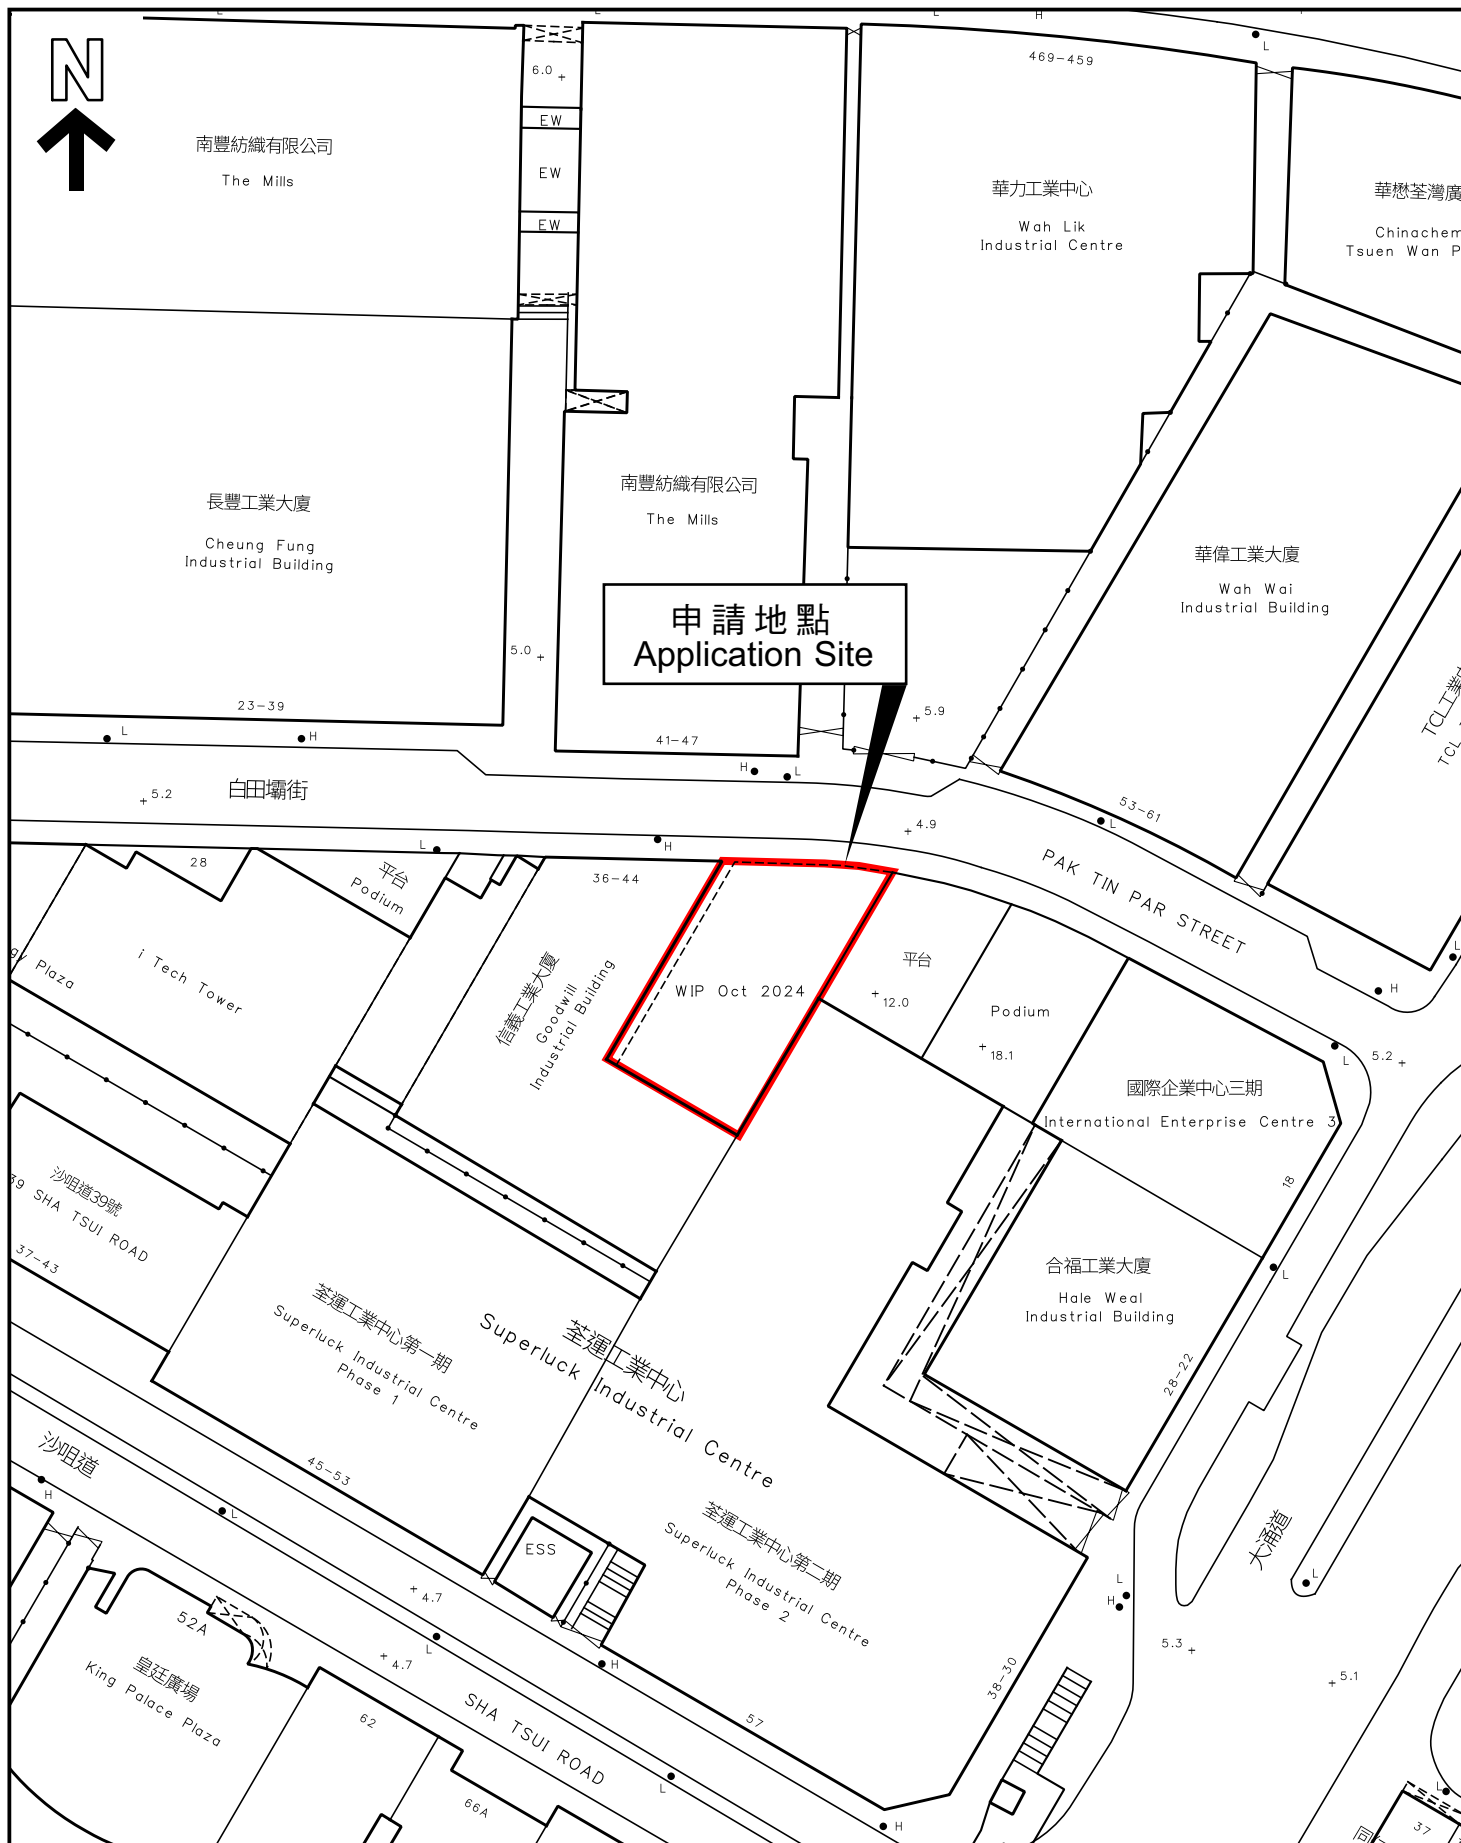 N
6.0
EW
EW
EW
南豐紡織有限公司
The Mills
469-459
L
H
L
華力工業中心
Wah Lik
Industrial Centre
華懋荃灣廣
Chinachem
Tsuen Wan P
長豐工業大廈
Cheung Fung
Industrial Building
南豐紡織有限公司
The Mills
華偉工業大廈
Wah Wai
Industrial Building
申請地點
Application Site
5.0
5.9
23-39
L
H
41-47
H
L
TCL
白田壩街
5.2
4.9
53-61
L
PAK TIN PAR STREET
L
H
28
平台
Podium
36-44
L
H
i Tech Tower
gy Plaza
信義工業大廈
Goodwill
Industrial Building
WIP Oct 2024
平台
12.0
Podium
18.1
L
5.2
國際企業中心三期
International Enterprise Centre 3
18
沙咀道39號
39 SHA TSUI ROAD
37-43
合福工業大廈
Hale Weal
Industrial Building
28-22
L
荃運工業中心第一期
Superluck Industrial Centre
Phase 1
荃運工業中心
Superluck Industrial Centre
45-53
沙咀道
H
L
荃運工業中心第二期
Superluck Industrial Centre
Phase 2
ESS
大涌道
L
L
H
4.7
4.7
L
H
5.3
5.1
52A
皇廷廣場
King Palace Plaza
38-30
57
SHA TSUI ROAD
62
66A
L
H
L
37